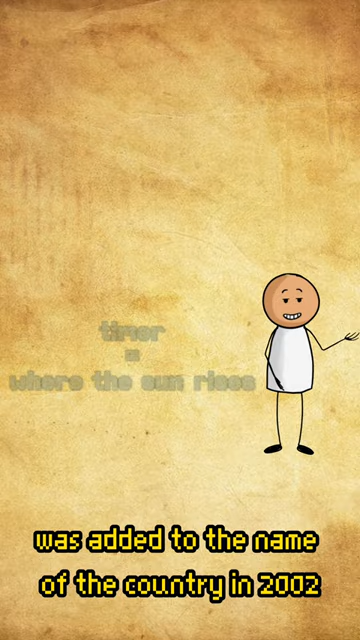 timor
=
where the sun rises
was added to the name
of the country in 2002